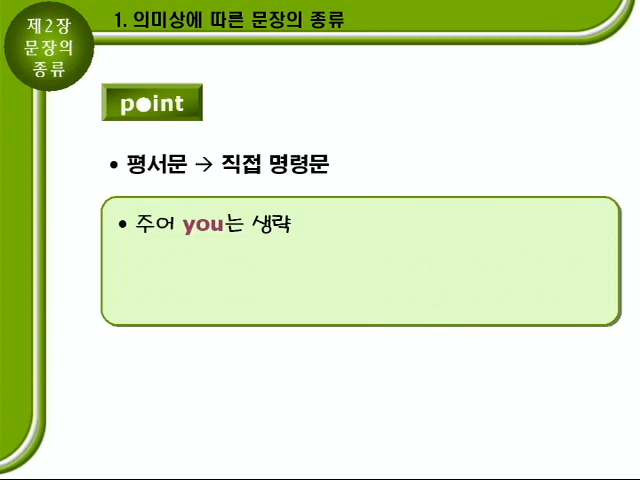 제2장
문장의
종류
1. 의미상에 따른 문장의 종류
point
• 평서문 → 직접 명령문
• 주어 you는 생략